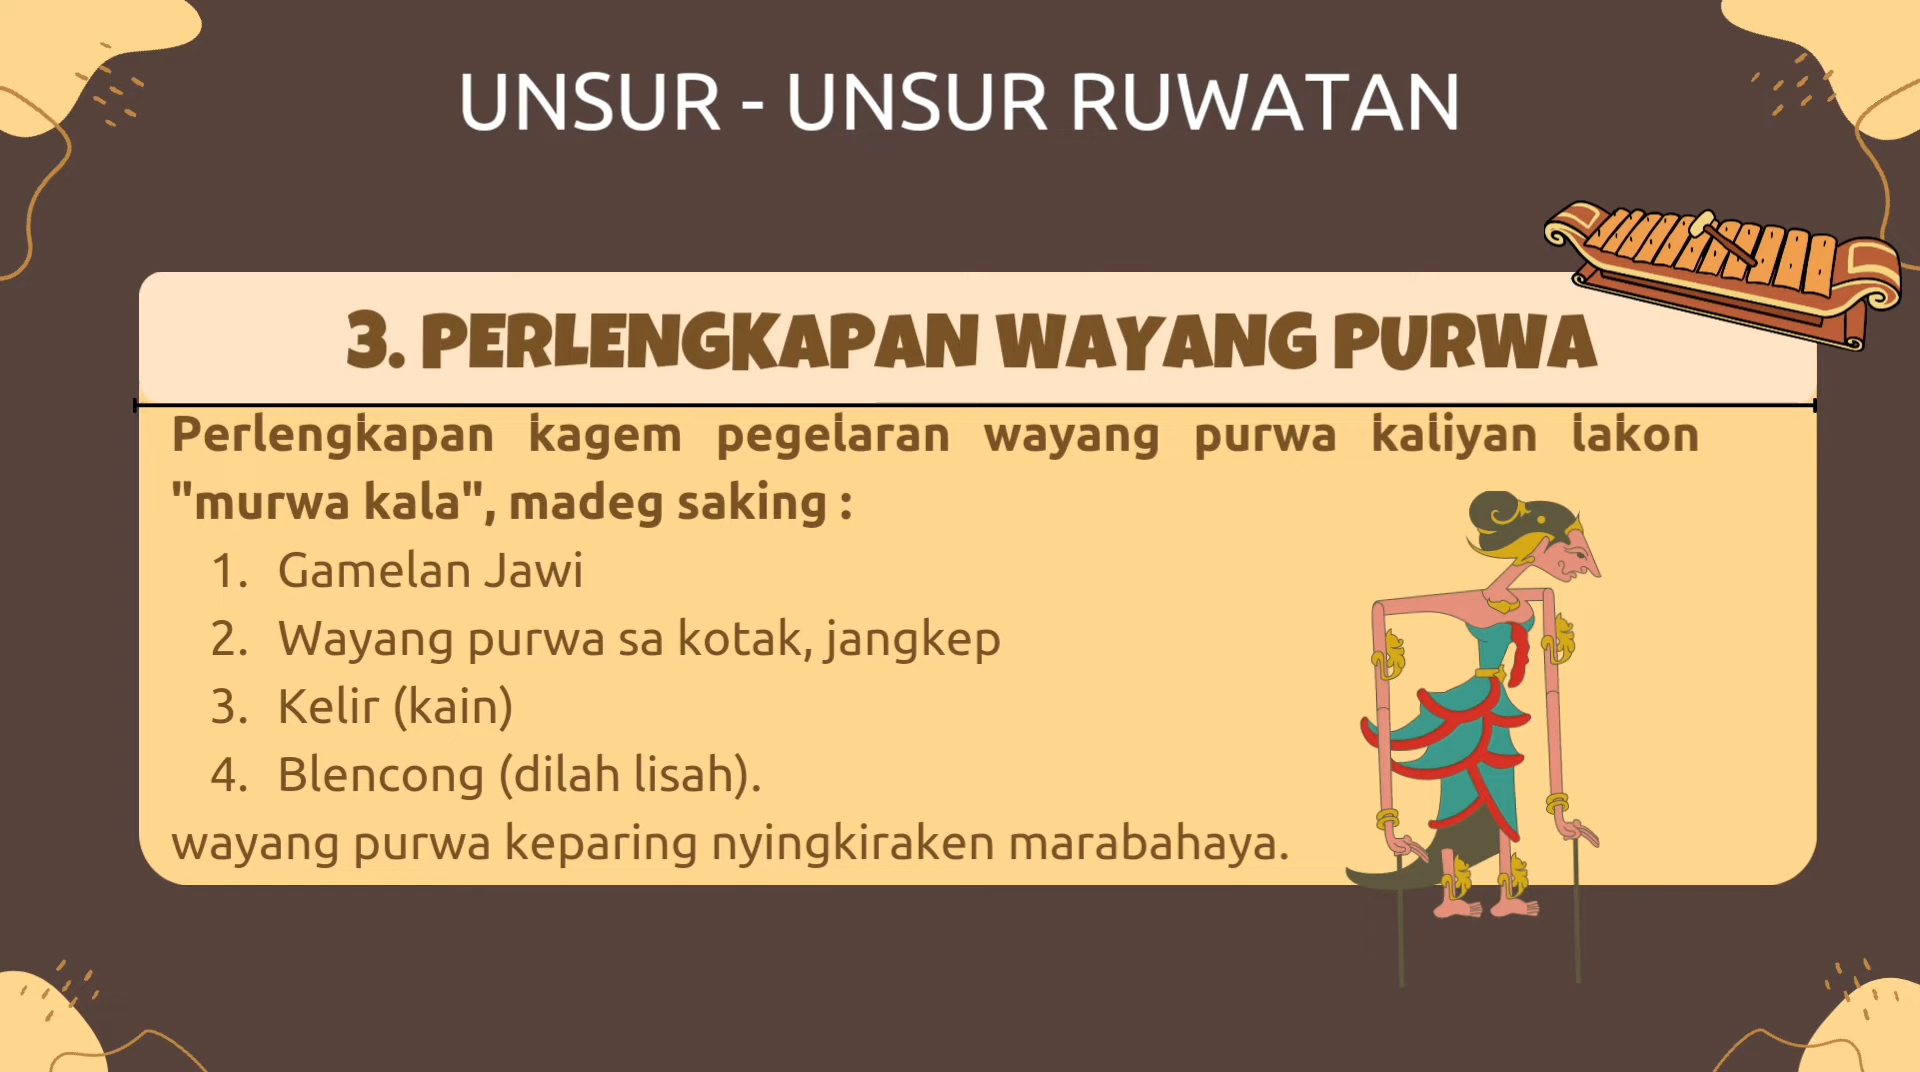 UNSUR - UNSUR RUWATAN
3. PERLENGKAPAN WAYANG PURWA
Perlengkapan kagem pegelaran wayang purwa kaliyan lakon
"murwa kala", madeg saking :
1. Gamelan Jawi
2. Wayang purwa sa kotak, jangkep
3. Kelir (kain)
4. Blencong (dilah lisah).
wayang purwa keparing nyingkiraken marabahaya.